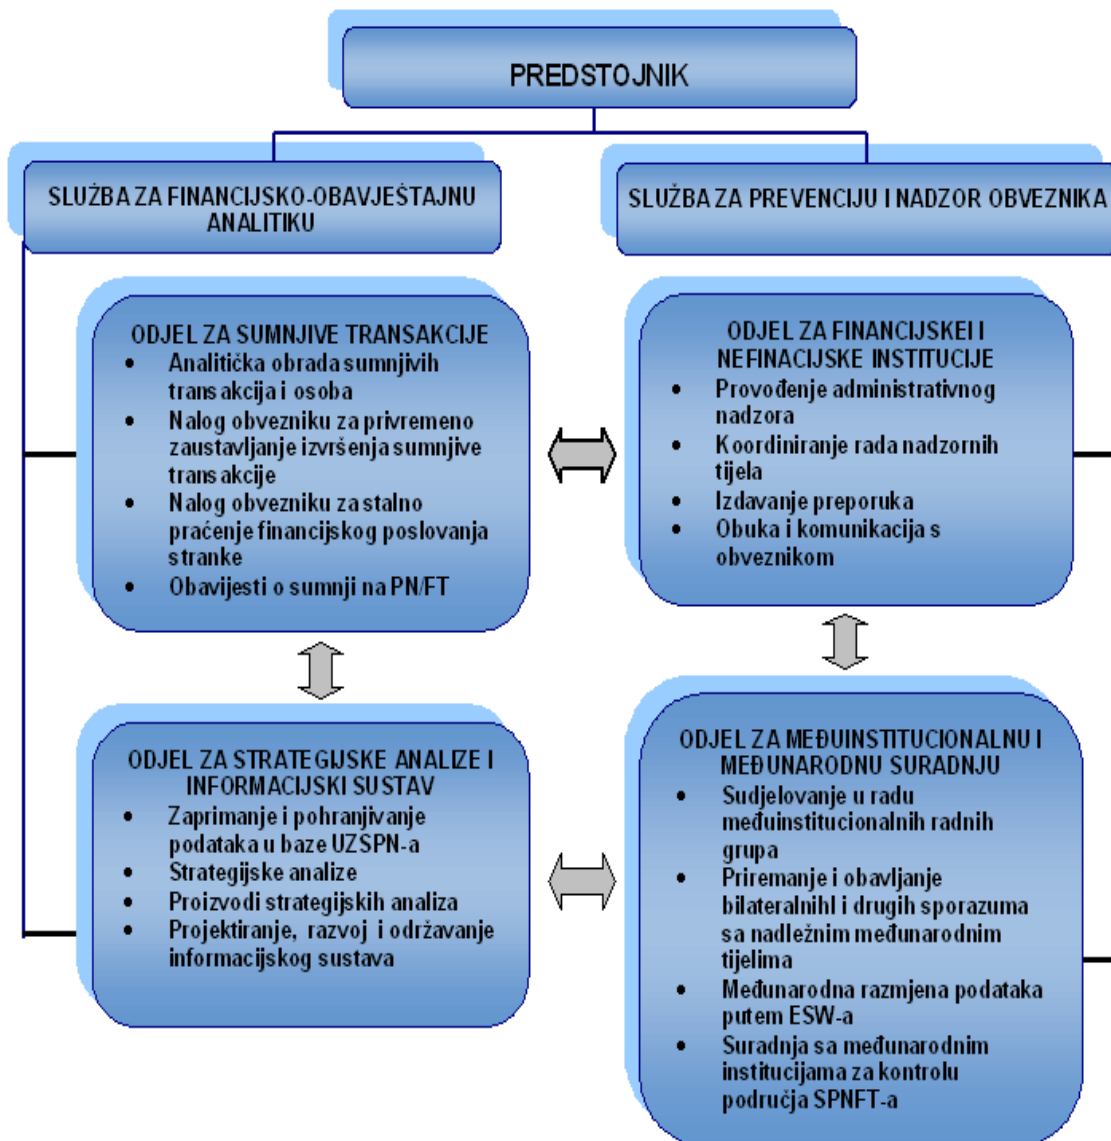 PREDSTOJNIK
SLUŽBA ZA FINANCIJSKO-OBAVJEŠTAJNU
ANALITIKU
SLUŽBA ZA PREVENCIJU I NADZOR OBVEZNIKA
ODJEL ZA SUMNJIVE TRANSAKCIJE
• Analitička obrada sumnjivih
transakcija i osoba
• Nalog obvezniku za privremeno
zaustavljanje izvršenja sumnjive
transakcije
• Nalog obvezniku za stalno
praćenje financijskog poslovanja
stranke
• Obavijesti o sumnji na PN/FT
ODJEL ZA FINANCIJSKEI I
NEFINACIJSKE INSTITUCIJE
• Provođenje administrativnog
nadzora
• Koordiniranje rada nadzornih
tijela
• Izdavanje preporuka
• Obuka i komunikacija s
obveznikom
ODJEL ZA STRATEGIJSKE ANALIZE I
INFORMACIJSKI SUSTAV
• Zaprimanje i pohranjivanje
podataka u baze UZSPN-a
• Strategijske analize
• Proizvodi strategijskih analiza
• Projektiranje, razvoj i održavanje
informacijskog sustava
ODJEL ZA MEĐUINSTITUCIONALNU I
MEĐUNARODNU SURADNJU
• Sudjelovanje u radu
međuinstitucionalnih radnih
grupa
• Priremanje i obavljanje
bilateralnihl i drugih sporazuma
sa nadležnim međunarodnim
tijelima
• Međunarodna razmjena podataka
putem ESW-a
• Suradnja sa međunarodnim
institucijama za kontrolu
područja SPNFT-a